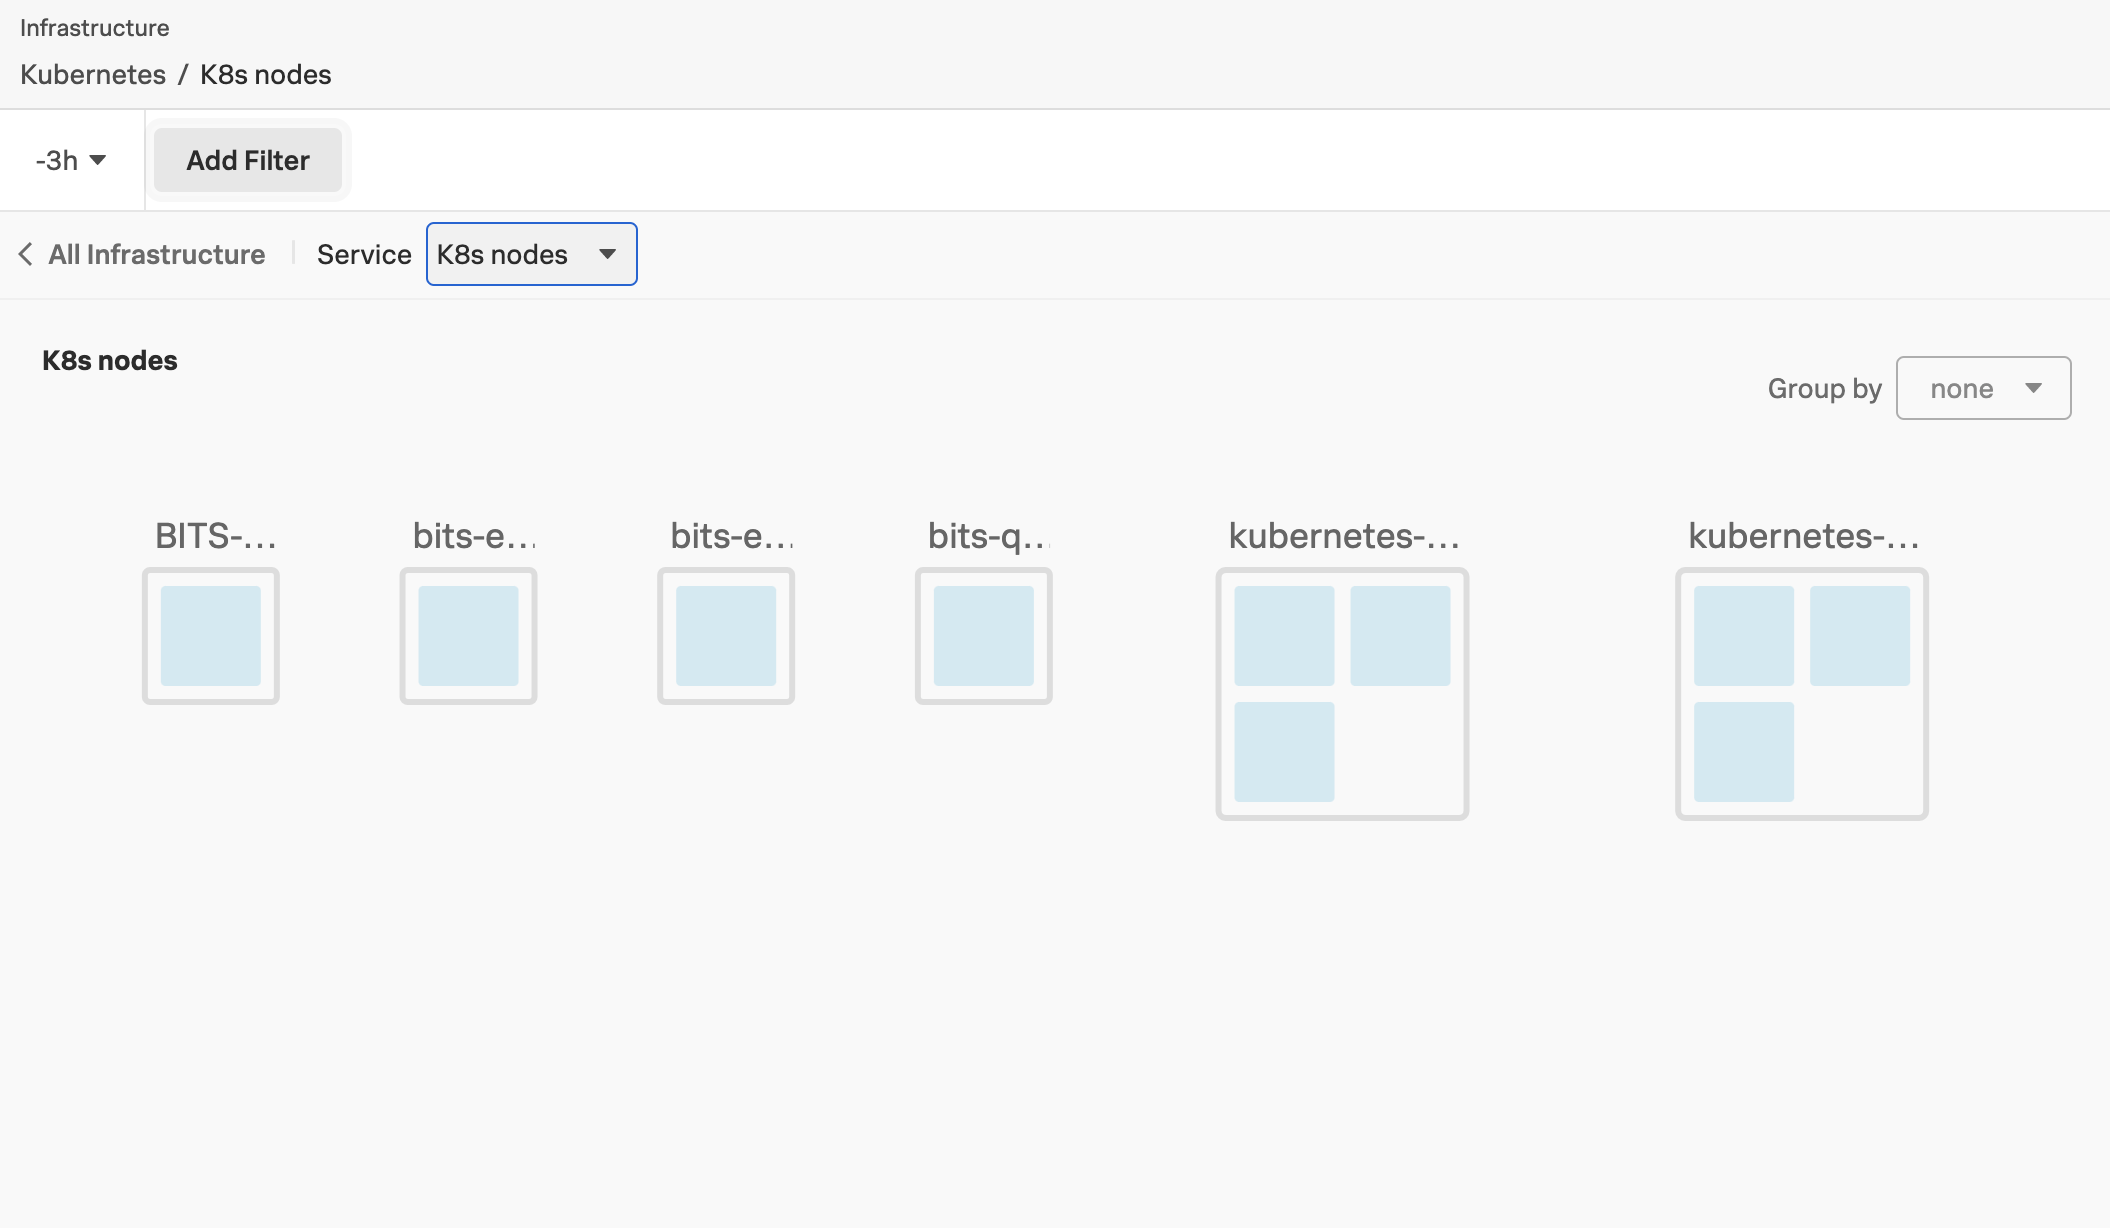 Infrastructure
Kubernetes / K8s nodes
-3h
Add Filter
All Infrastructure
Service
K8s nodes
K8s nodes
Group by
none
BITS-...
bits-e...
bits-e...
bits-q...
kubernetes-...
kubernetes-...